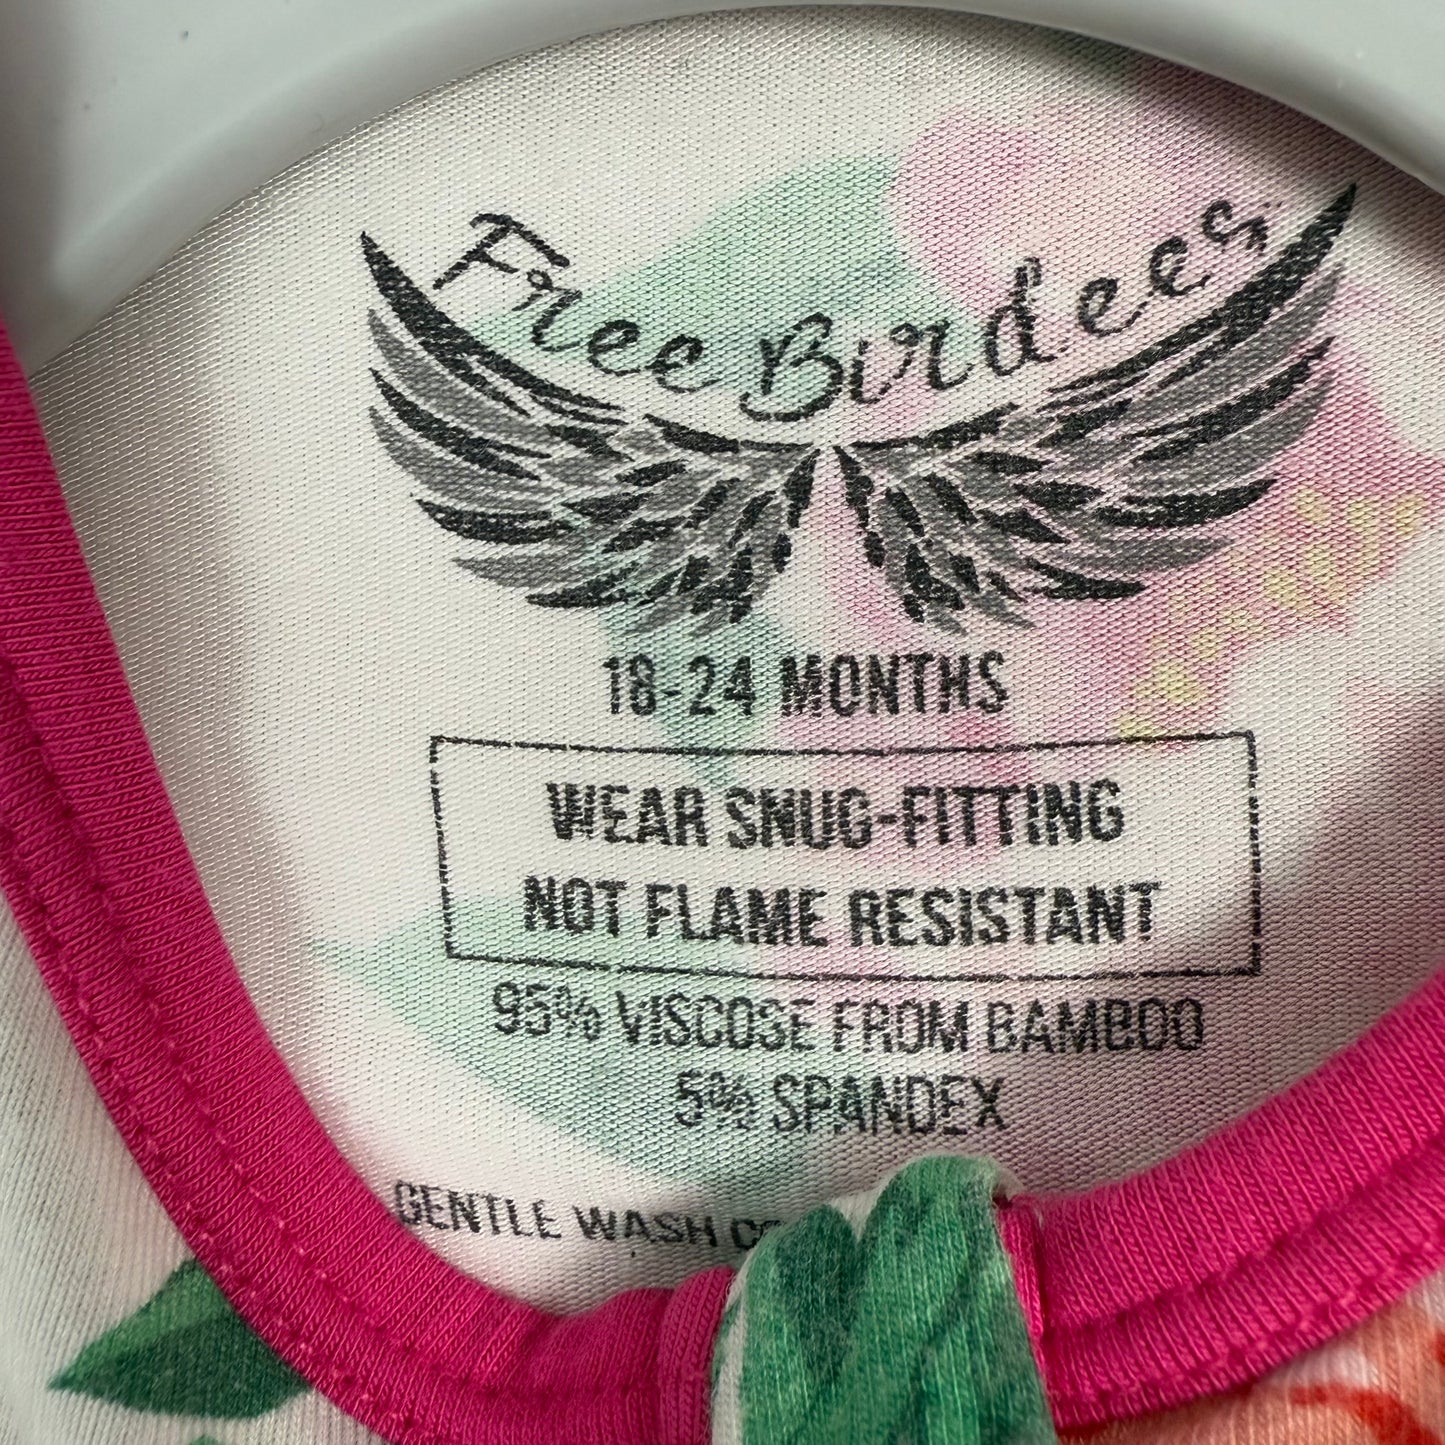 Free Birdees
18-24 MONTHS
WEAR SNUG-FITTING
NOT FLAME RESISTANT
95% VISCOSE FROM BAMBOO
5% SPANDEX
GENTLE WASH